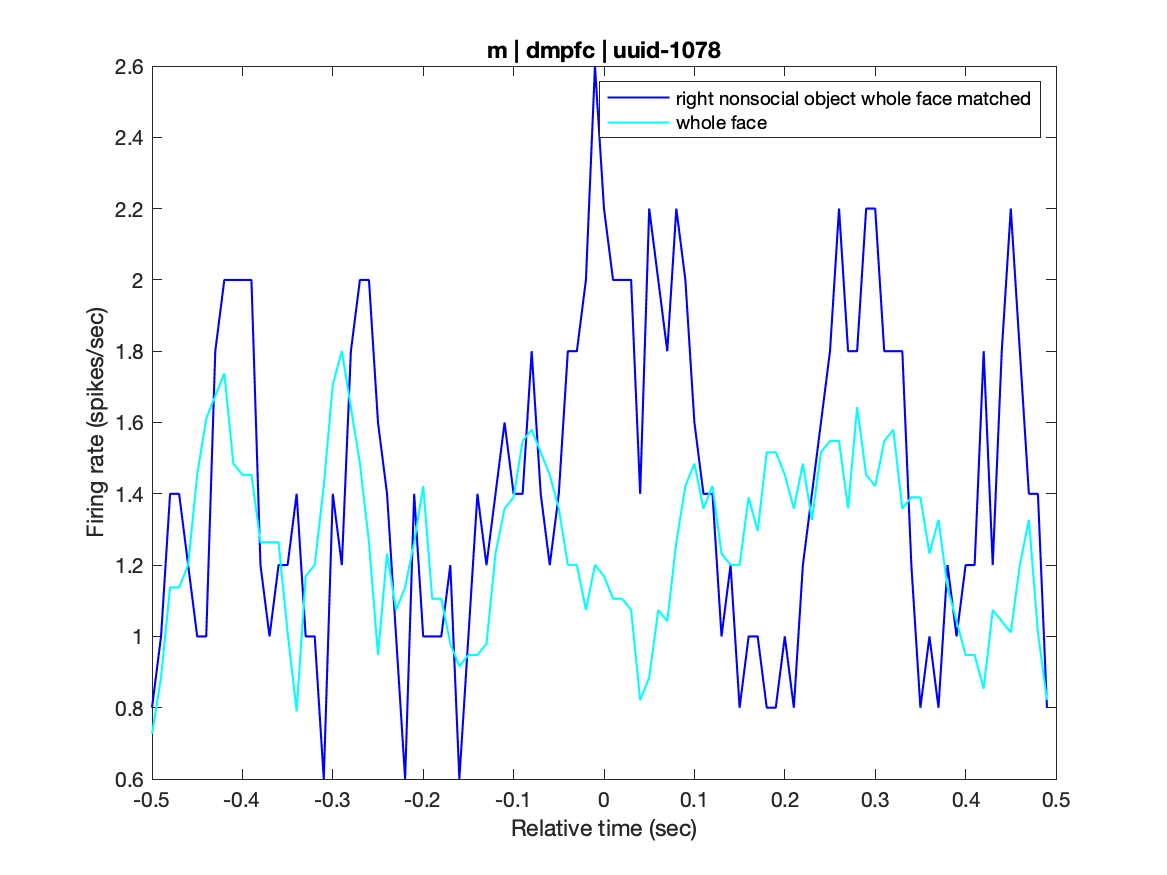 m | dmpfc | uuid-1078
right nonsocial object whole face matched
whole face
Firing rate (spikes/sec)
2.6
2.4
2.2
2
1.8
1.6
1.4
1.2
1
0.8
0.6
-0.5 -0.4 -0.3 -0.2 -0.1 0 0.1 0.2 0.3 0.4 0.5
Relative time (sec)